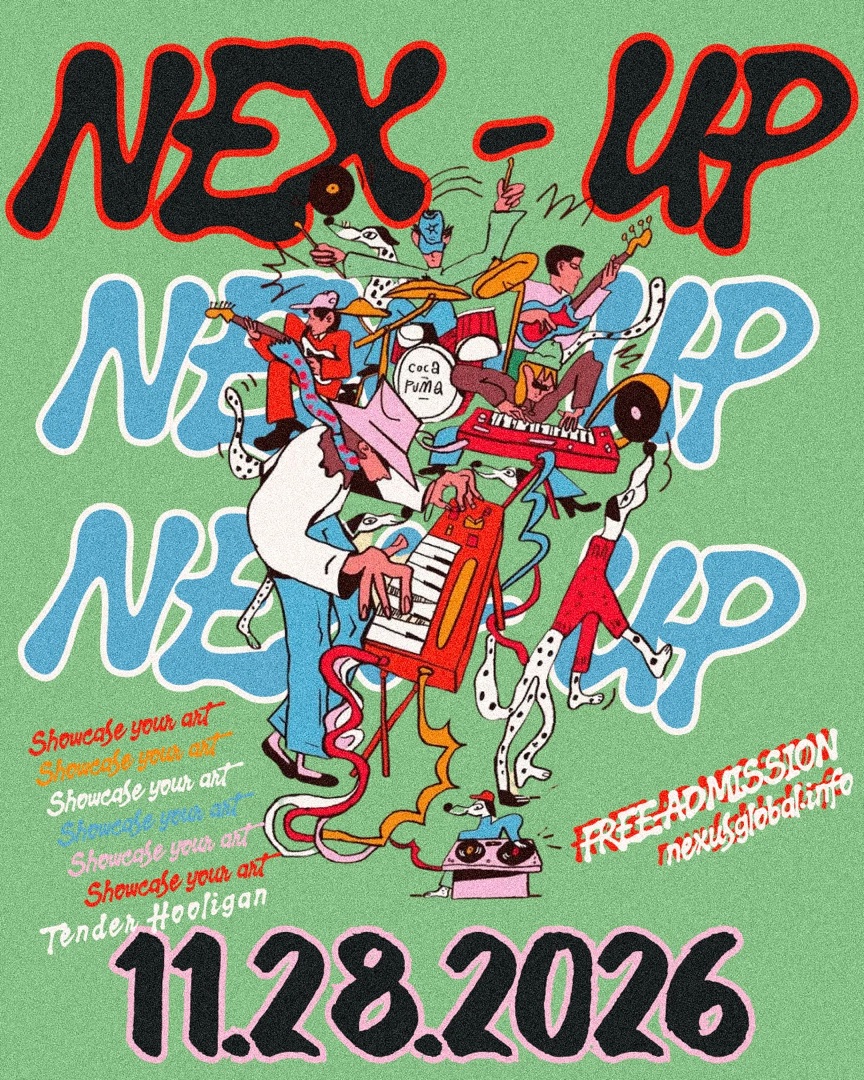 NEX - UP
NEX - UP
NEX - UP
COCA
PUMA
Showcase your art
Showcase your art
Showcase your art
Showcase your art
Showcase your art
Showcase your art
Tender Hooligan
FREE ADMISSION
nexusglobal.info
11.28.2026